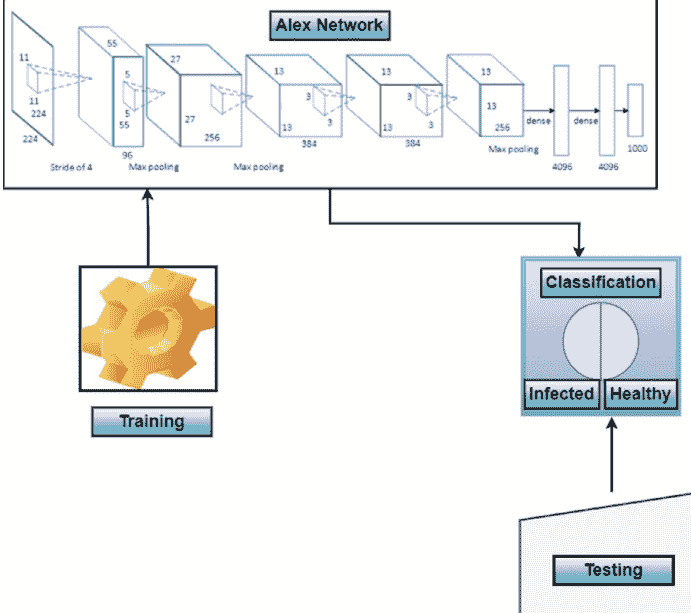 Alex Network
11
11
224
224
Stride of 4
55
5
5
55
96
Max pooling
27
27
256
Max pooling
13
13
384
3
3
13
13
384
3
3
13
13
256
Max pooling
dense
4096
dense
4096
1000
Training
Classification
Infected
Healthy
Testing